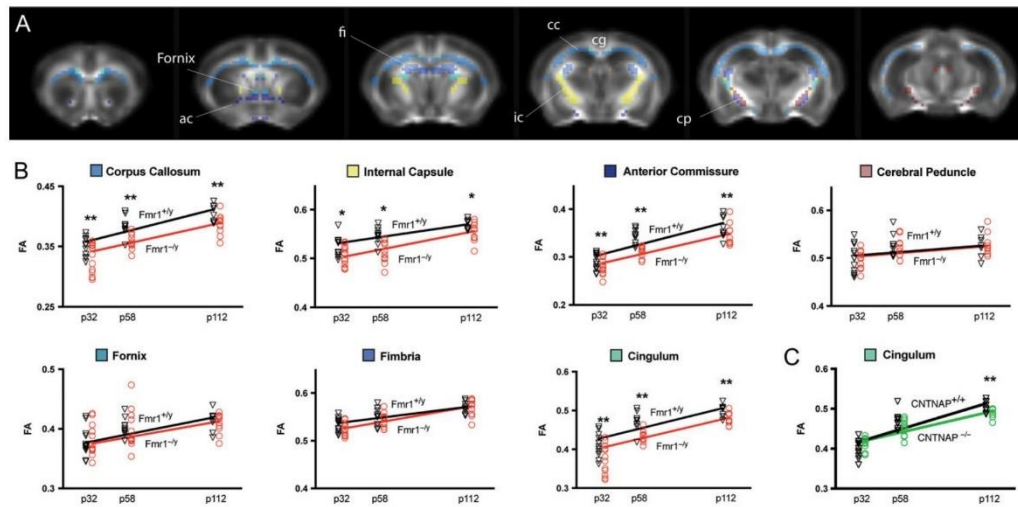 A
Fornix
ac
fi
cc
cg
ic
cp
B
Corpus Callosum
0.45
0.35
0.25
FA
** ** **
Fmr1+/y
Fmr1−/y
p32 p58 p112
Internal Capsule
0.6
0.5
0.4
FA
* * *
Fmr1+/y
Fmr1−/y
p32 p58 p112
Anterior Commissure
0.4
0.3
0.2
FA
** ** **
Fmr1+/y
Fmr1−/y
p32 p58 p112
Cerebral Peduncle
0.6
0.5
0.4
FA
Fmr1+/y
Fmr1−/y
p32 p58 p112
Fornix
0.5
0.4
0.3
FA
Fmr1+/y
Fmr1−/y
p32 p58 p112
Fimbria
0.6
0.5
0.4
FA
Fmr1+/y
Fmr1−/y
p32 p58 p112
Cingulum
0.6
0.5
0.4
0.3
FA
** ** **
Fmr1+/y
Fmr1−/y
p32 p58 p112
C
Cingulum
0.6
0.5
0.4
0.3
FA
**
CNTNAP+/+
CNTNAP−/−
p32 p58 p112